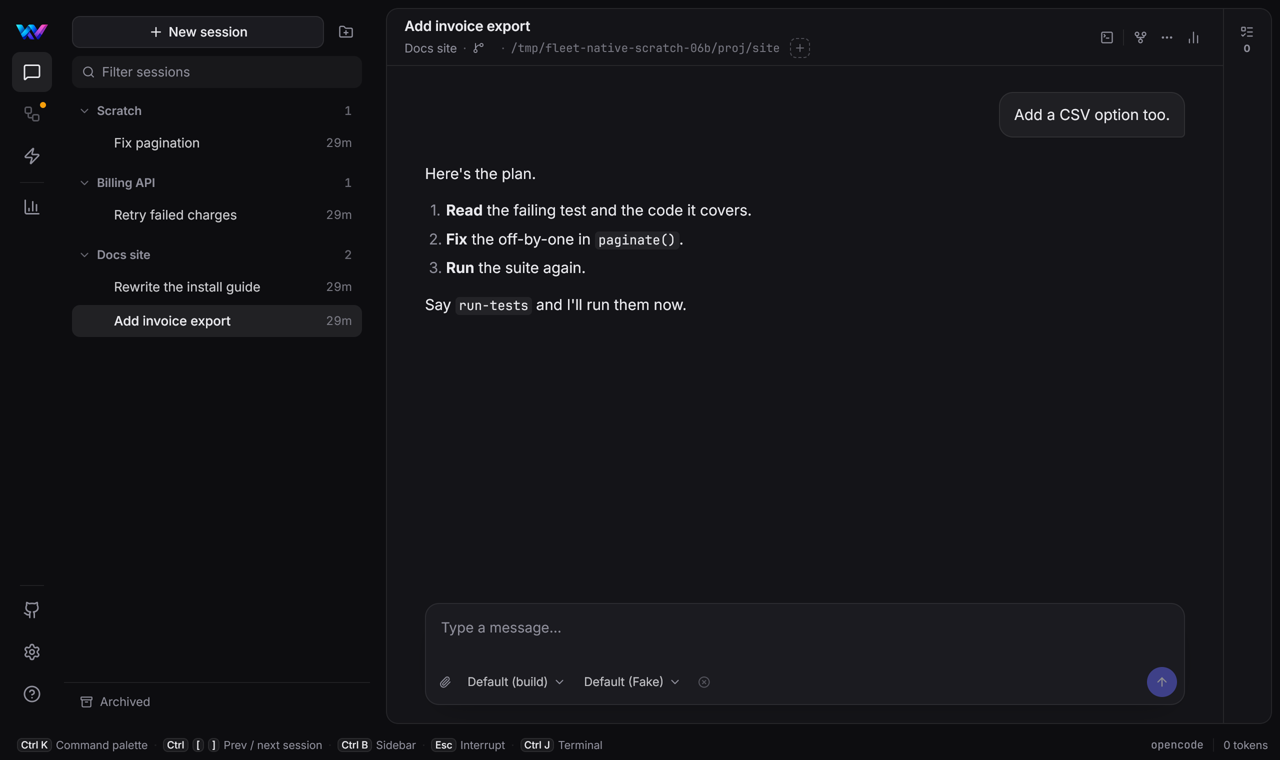 New session
Filter sessions
Scratch 1
Fix pagination 29m
Billing API 1
Retry failed charges 29m
Docs site 2
Rewrite the install guide 29m
Add invoice export 29m
Archived
Add invoice export
Docs site · · /tmp/fleet-native-scratch-06b/proj/site
0
Add a CSV option too.
Here's the plan.
1. Read the failing test and the code it covers.
2. Fix the off-by-one in paginate().
3. Run the suite again.
Say run-tests and I'll run them now.
Type a message...
Default (build) Default (Fake)
Ctrl K Command palette · Ctrl [ ] Prev / next session · Ctrl B Sidebar · Esc Interrupt · Ctrl J Terminal opencode 0 tokens